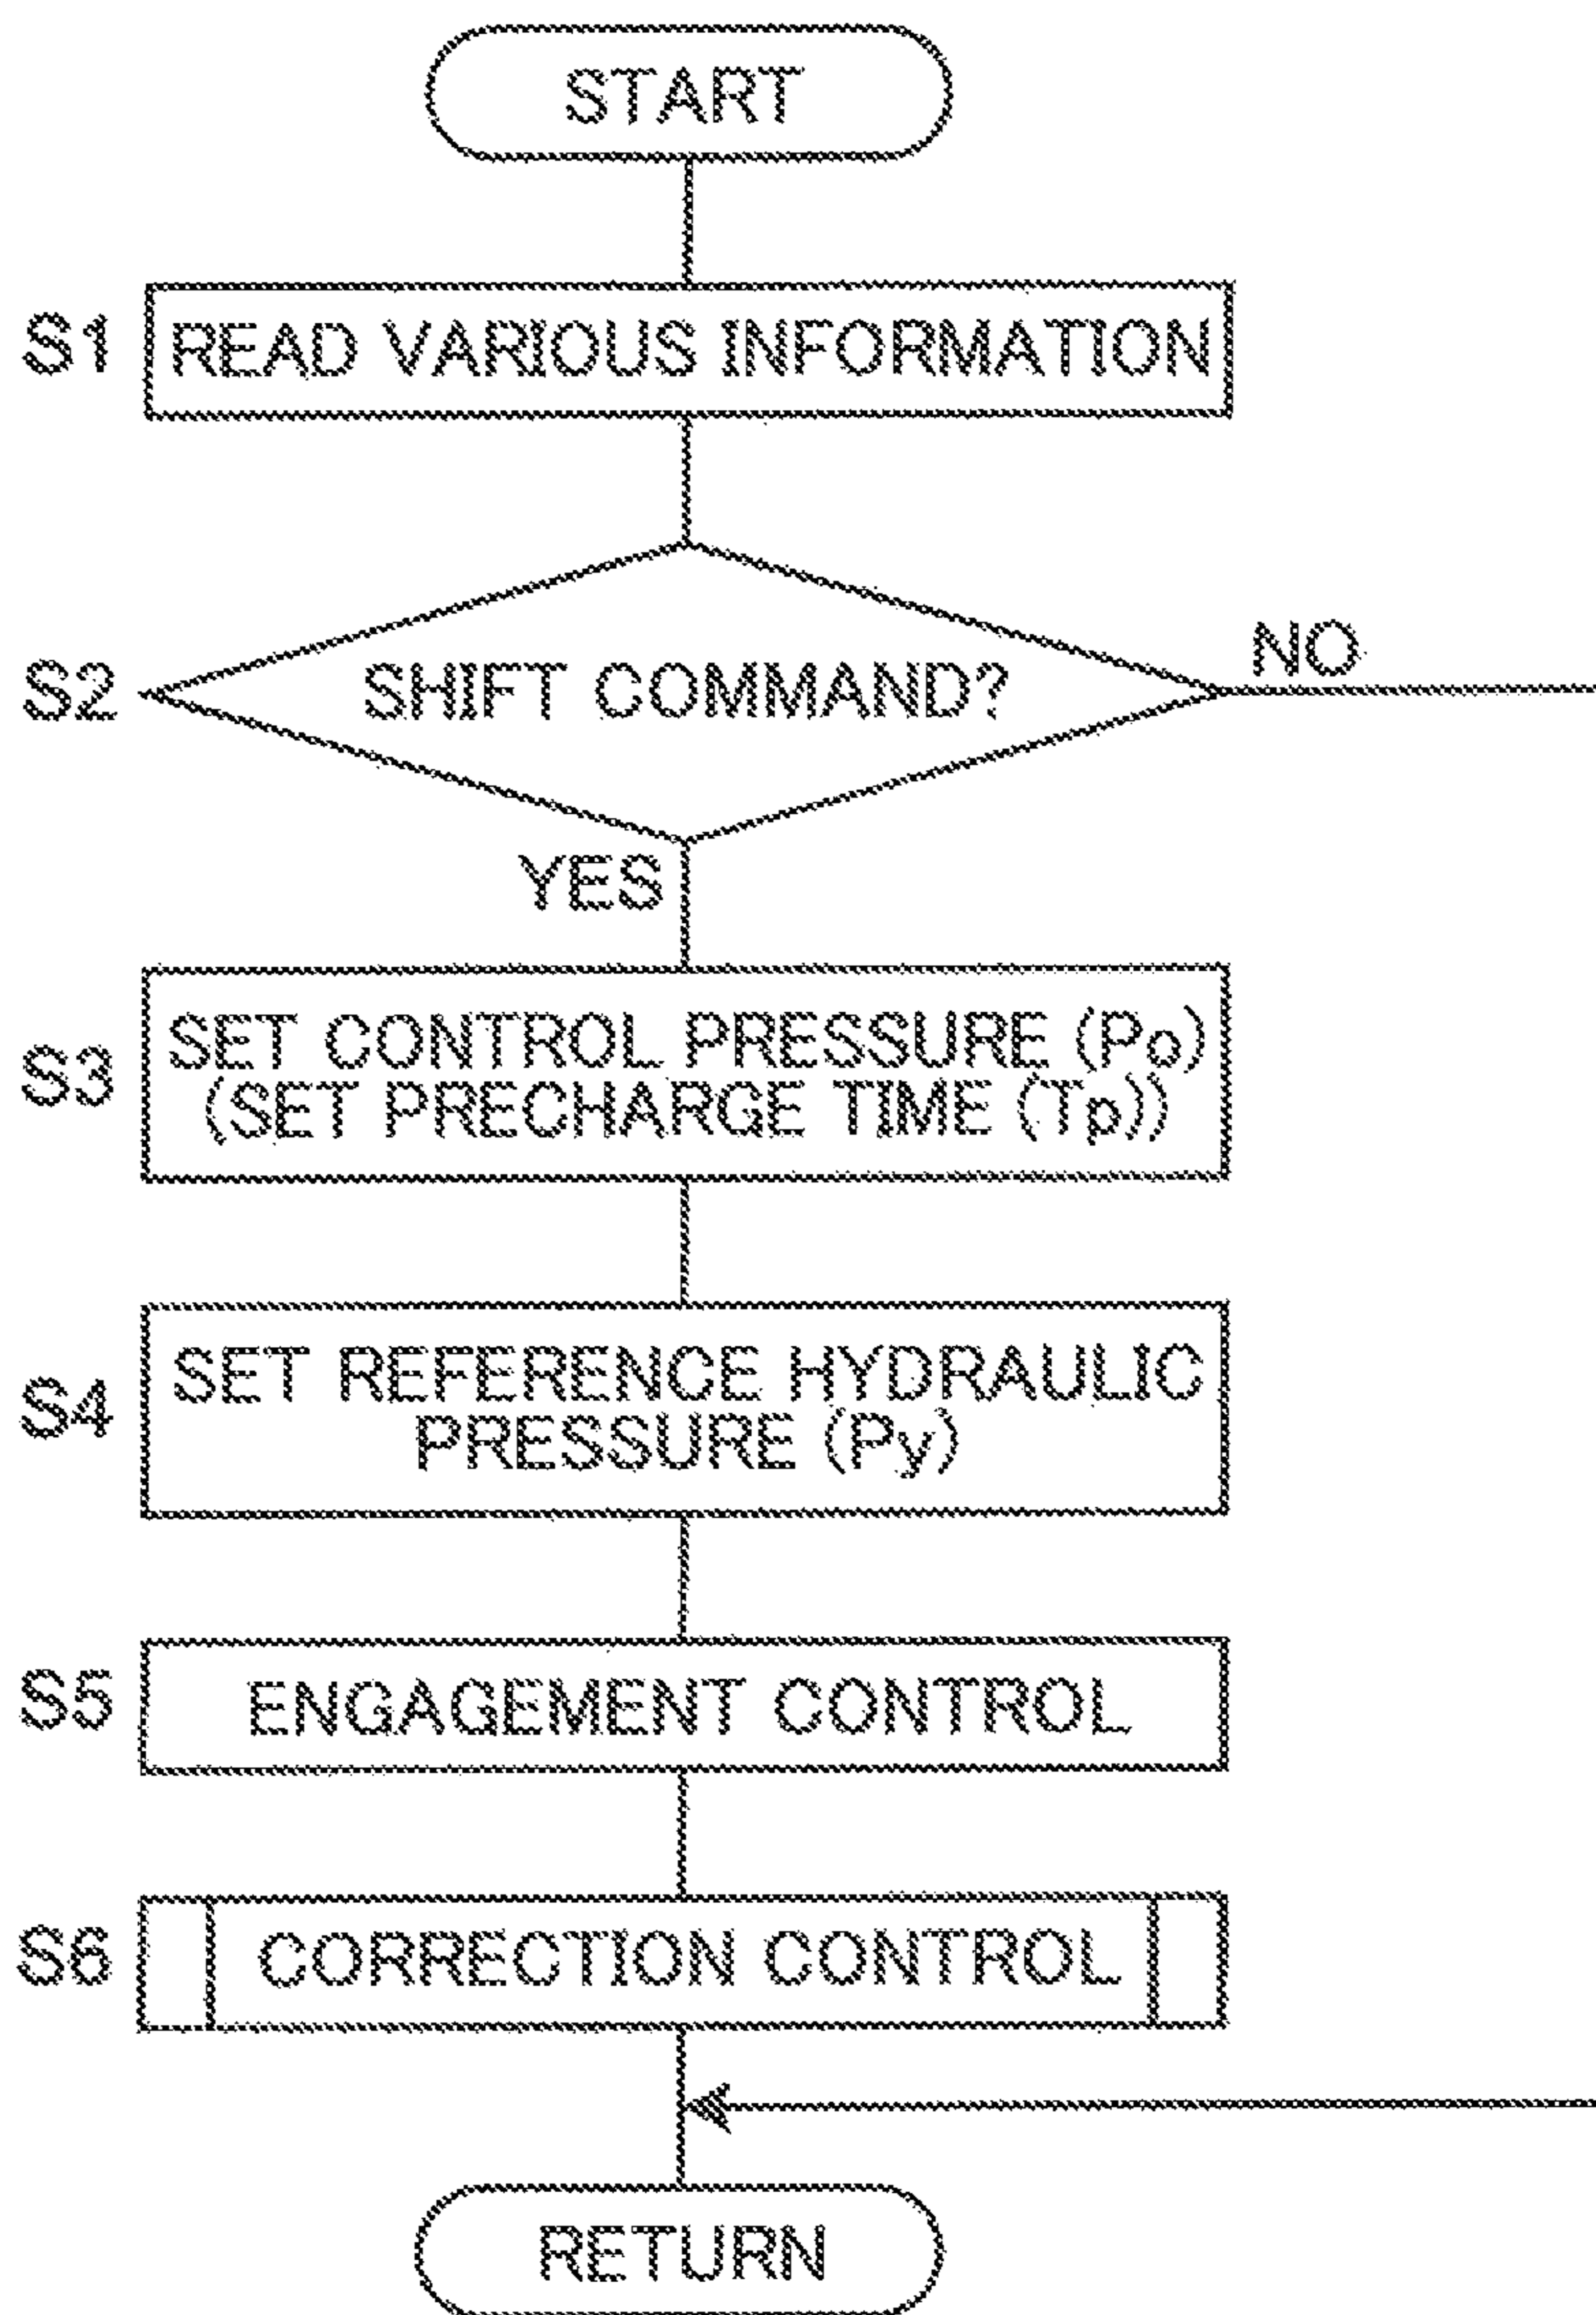 START
S1 READ VARIOUS INFORMATION
S2 SHIFT COMMAND? NO
YES
S3 SET CONTROL PRESSURE (Po)
(SET PRECHARGE TIME (Tp))
S4 SET REFERENCE HYDRAULIC
PRESSURE (Py)
S5 ENGAGEMENT CONTROL
S6 CORRECTION CONTROL
RETURN